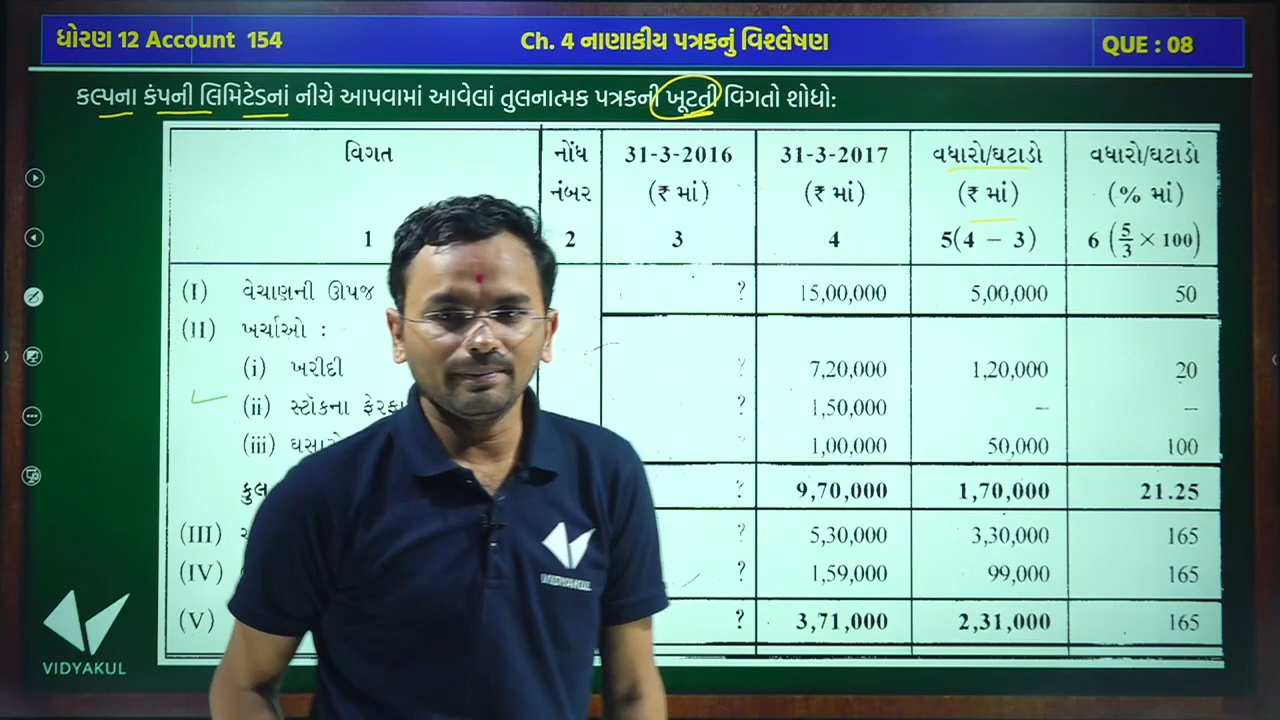 ધોરણ 12 Account 154
Ch. 4 નાણાકીય પત્રકનું વિશ્લેષણ
QUE : 08
કલ્પના કંપની લિમિટેડનાં નીચે આપવામાં આવેલાં તુલનાત્મક પત્રકની ખૂટતી વિગતો શોધો:
વિગત નોંધ 31-3-2016 31-3-2017 વધારો/ઘટાડો વધારો/ઘટાડો
નંબર (₹ માં) (₹ માં) (₹ માં) (% માં)
1 2 3 4 5(4 – 3) 6 (5/3 × 100)
(I) વેચાણની ઊપજ ? 15,00,000 5,00,000 50
(II) ખર્ચાઓ :
(i) ખરીદી ? 7,20,000 1,20,000 20
(ii) સ્ટૉકના ? 1,50,000 – –
(iii) ? 1,00,000 50,000 100
કુલ ? 9,70,000 1,70,000 21.25
(III) ? 5,30,000 3,30,000 165
(IV) ? 1,59,000 99,000 165
(V) ? 3,71,000 2,31,000 165
VIDYAKUL
VIDYAKUL